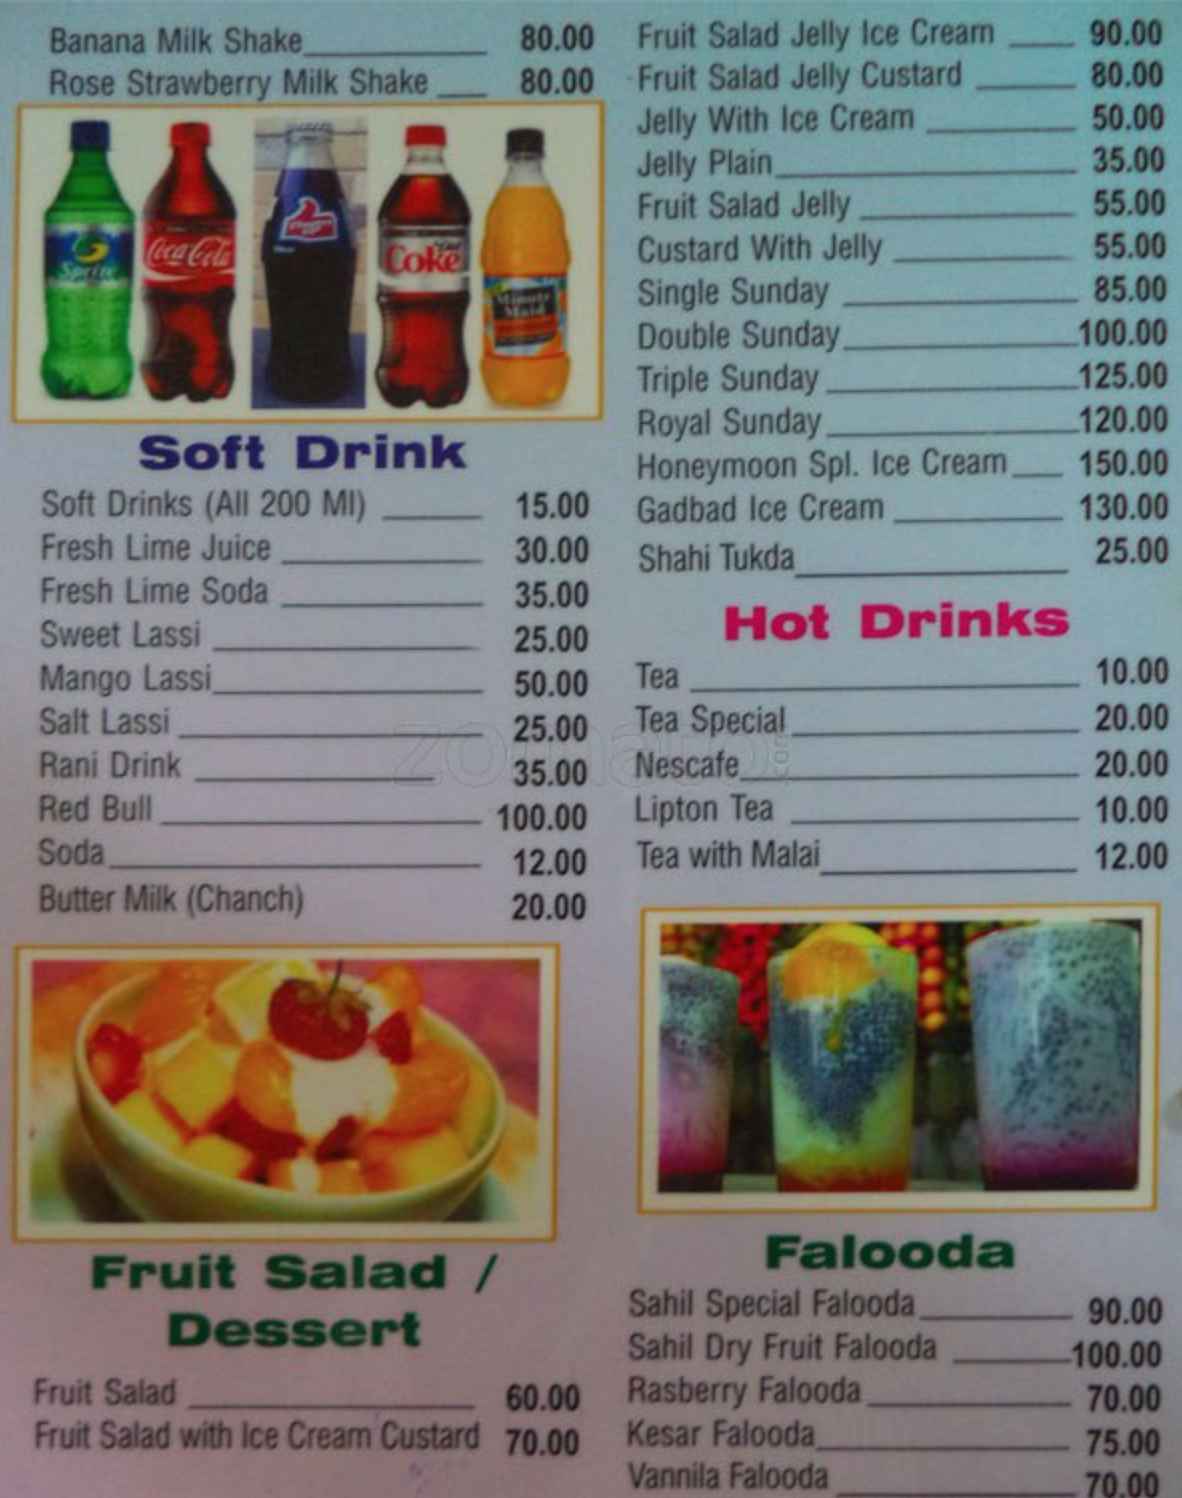 Banana Milk Shake 80.00
Rose Strawberry Milk Shake 80.00
Sprite
Coca-Cola
Coke
Minute
Maid
Soft Drink
Soft Drinks (All 200 Ml) 15.00
Fresh Lime Juice 30.00
Fresh Lime Soda 35.00
Sweet Lassi 25.00
Mango Lassi 50.00
Salt Lassi 25.00
Rani Drink 35.00
Red Bull 100.00
Soda 12.00
Butter Milk (Chanch) 20.00
Fruit Salad /
Dessert
Fruit Salad 60.00
Fruit Salad with Ice Cream Custard 70.00
Fruit Salad Jelly Ice Cream 90.00
Fruit Salad Jelly Custard 80.00
Jelly With Ice Cream 50.00
Jelly Plain 35.00
Fruit Salad Jelly 55.00
Custard With Jelly 55.00
Single Sunday 85.00
Double Sunday 100.00
Triple Sunday 125.00
Royal Sunday 120.00
Honeymoon Spl. Ice Cream 150.00
Gadbad Ice Cream 130.00
Shahi Tukda 25.00
Hot Drinks
Tea 10.00
Tea Special 20.00
Nescafe 20.00
Lipton Tea 10.00
Tea with Malai 12.00
Falooda
Sahil Special Falooda 90.00
Sahil Dry Fruit Falooda 100.00
Rasberry Falooda 70.00
Kesar Falooda 75.00
Vannila Falooda 70.00
zomato